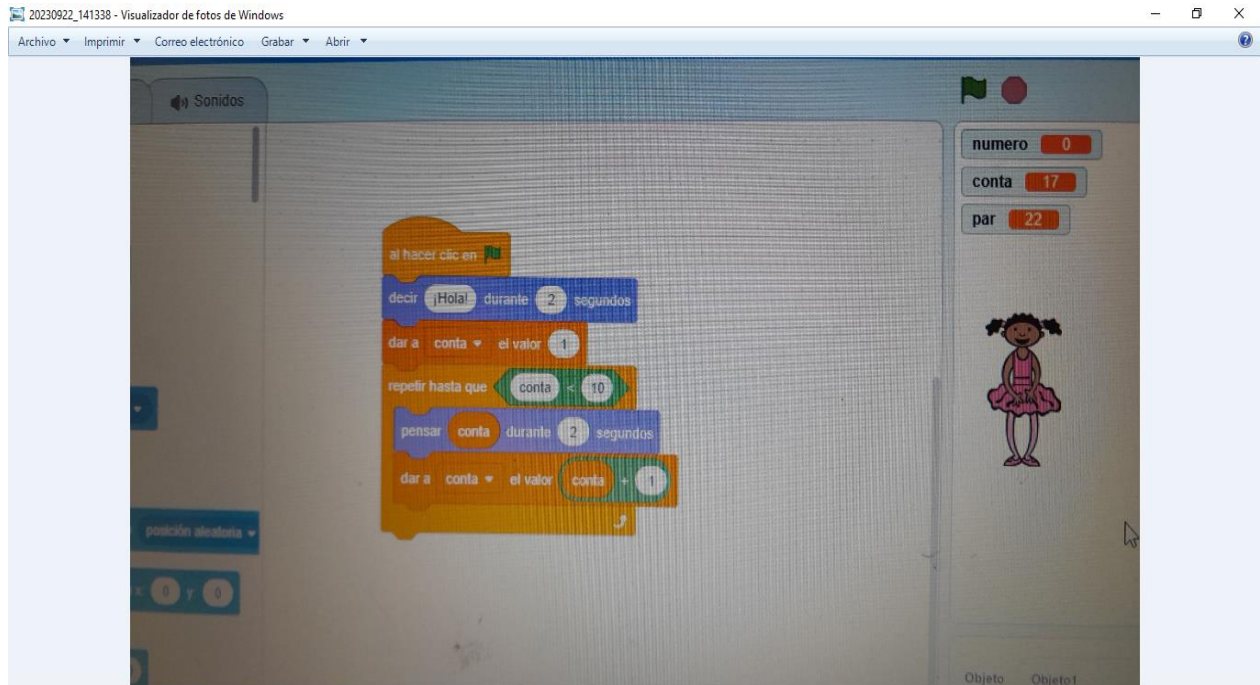 20230922_141338 - Visualizador de fotos de Windows
Archivo Imprimir Correo electrónico Grabar Abrir
Sonidos
numero 0
conta 17
par 22
al hacer clic en
decir ¡Hola! durante 2 segundos
dar a conta el valor 1
repetir hasta que conta < 10
pensar conta durante 2 segundos
dar a conta el valor conta + 1
posición aleatoria
x: 0 y: 0
Objeto Objeto1